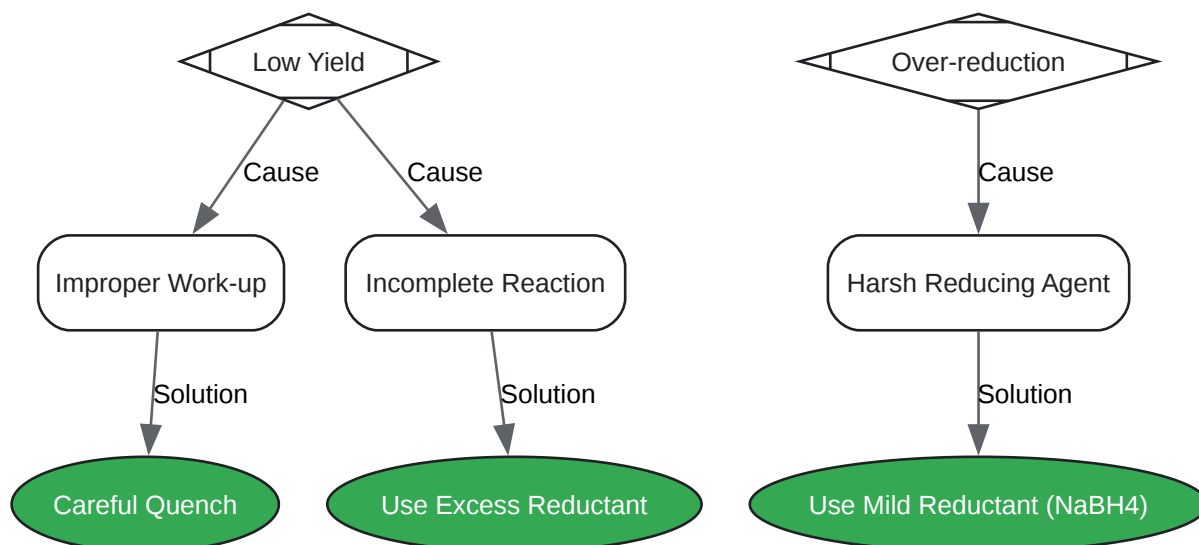 Low Yield
Over-reduction
Cause
Cause
Cause
Improper Work-up
Incomplete Reaction
Harsh Reducing Agent
Solution
Solution
Solution
Careful Quench
Use Excess Reductant
Use Mild Reductant (NaBH4)